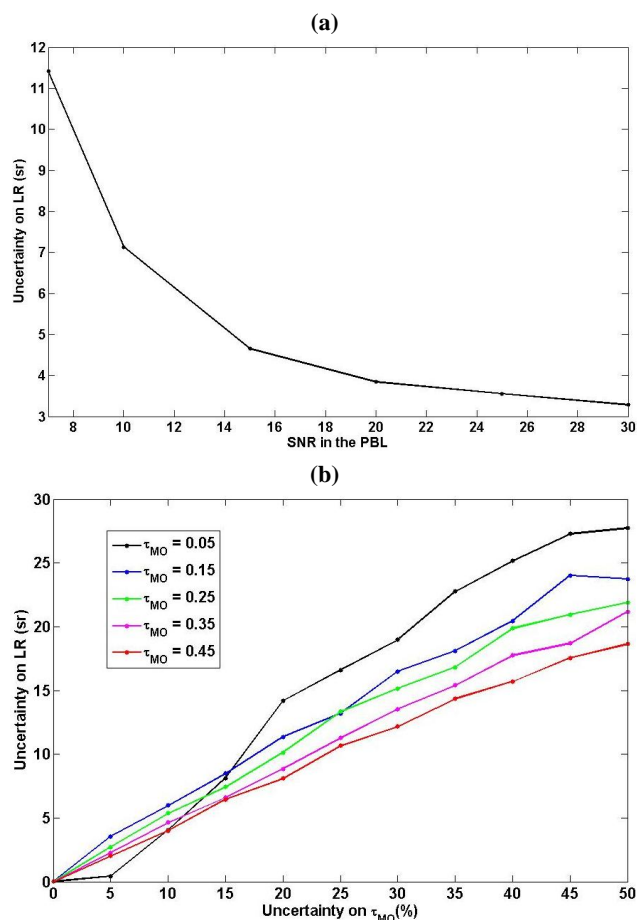 (a)
12
11
10
9
8
7
6
5
4
3
Uncertainty on LR (sr)
8 10 12 14 16 18 20 22 24 26 28 30
SNR in the PBL
(b)
30
25
20
15
10
5
0
Uncertainty on LR (sr)
τMO = 0.05
τMO = 0.15
τMO = 0.25
τMO = 0.35
τMO = 0.45
0 5 10 15 20 25 30 35 40 45 50
Uncertainty on τMO(%)